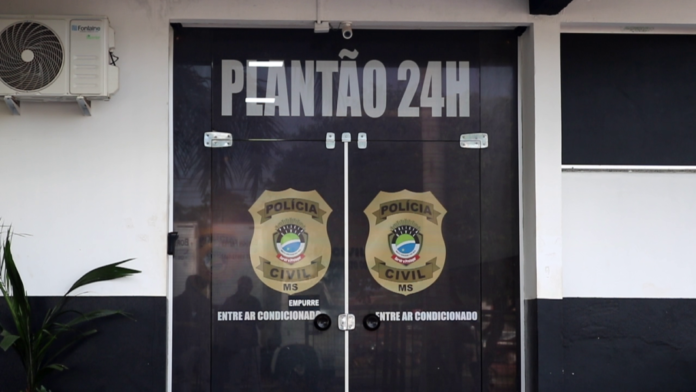 PLANTÃO 24H
POLÍCIA
CIVIL
MS
POLÍCIA
CIVIL
MS
EMPURRE
ENTRE AR CONDICIONADO
ENTRE AR CONDICIONADO